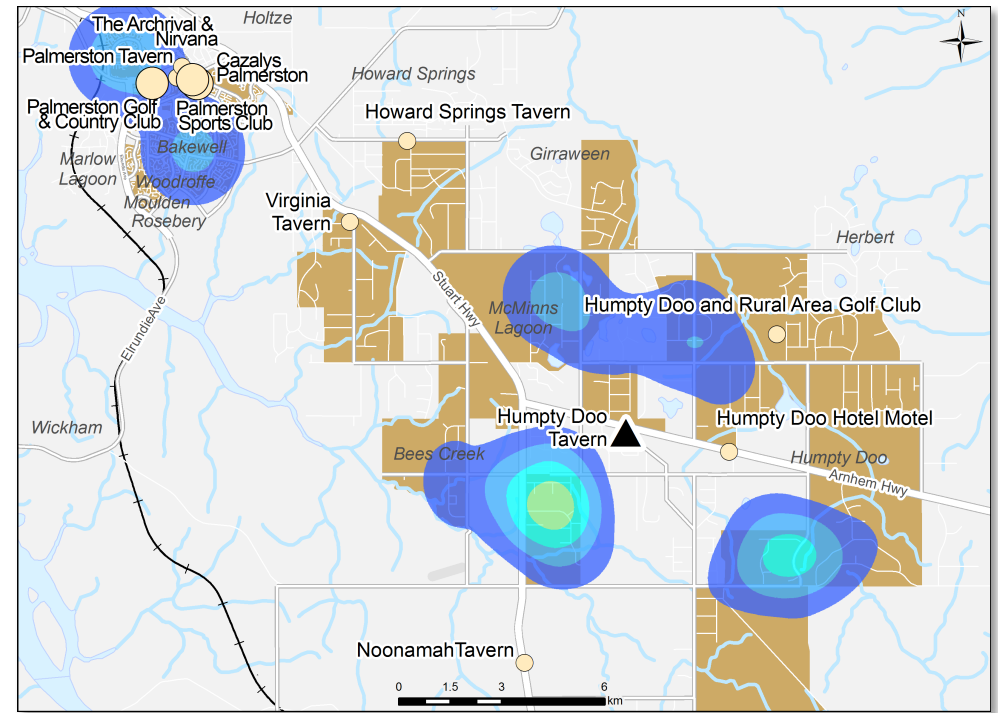 Holtze
N
The Archrival &
Nirvana
Palmerston Tavern
Cazalys
Palmerston
Howard Springs
Palmerston Golf
& Country Club
Palmerston
Sports Club
Howard Springs Tavern
Bakewell
Girraween
Marlow
Lagoon
Woodroffe
Moulden
Rosebery
Virginia
Tavern
Herbert
Stuart Hwy
ElrundieAve
McMinns
Lagoon
Humpty Doo and Rural Area Golf Club
Wickham
Humpty Doo
Tavern
Humpty Doo Hotel Motel
Bees Creek
Humpty Doo
Arnhem Hwy
NoonamahTavern
0 1.5 3 6
km